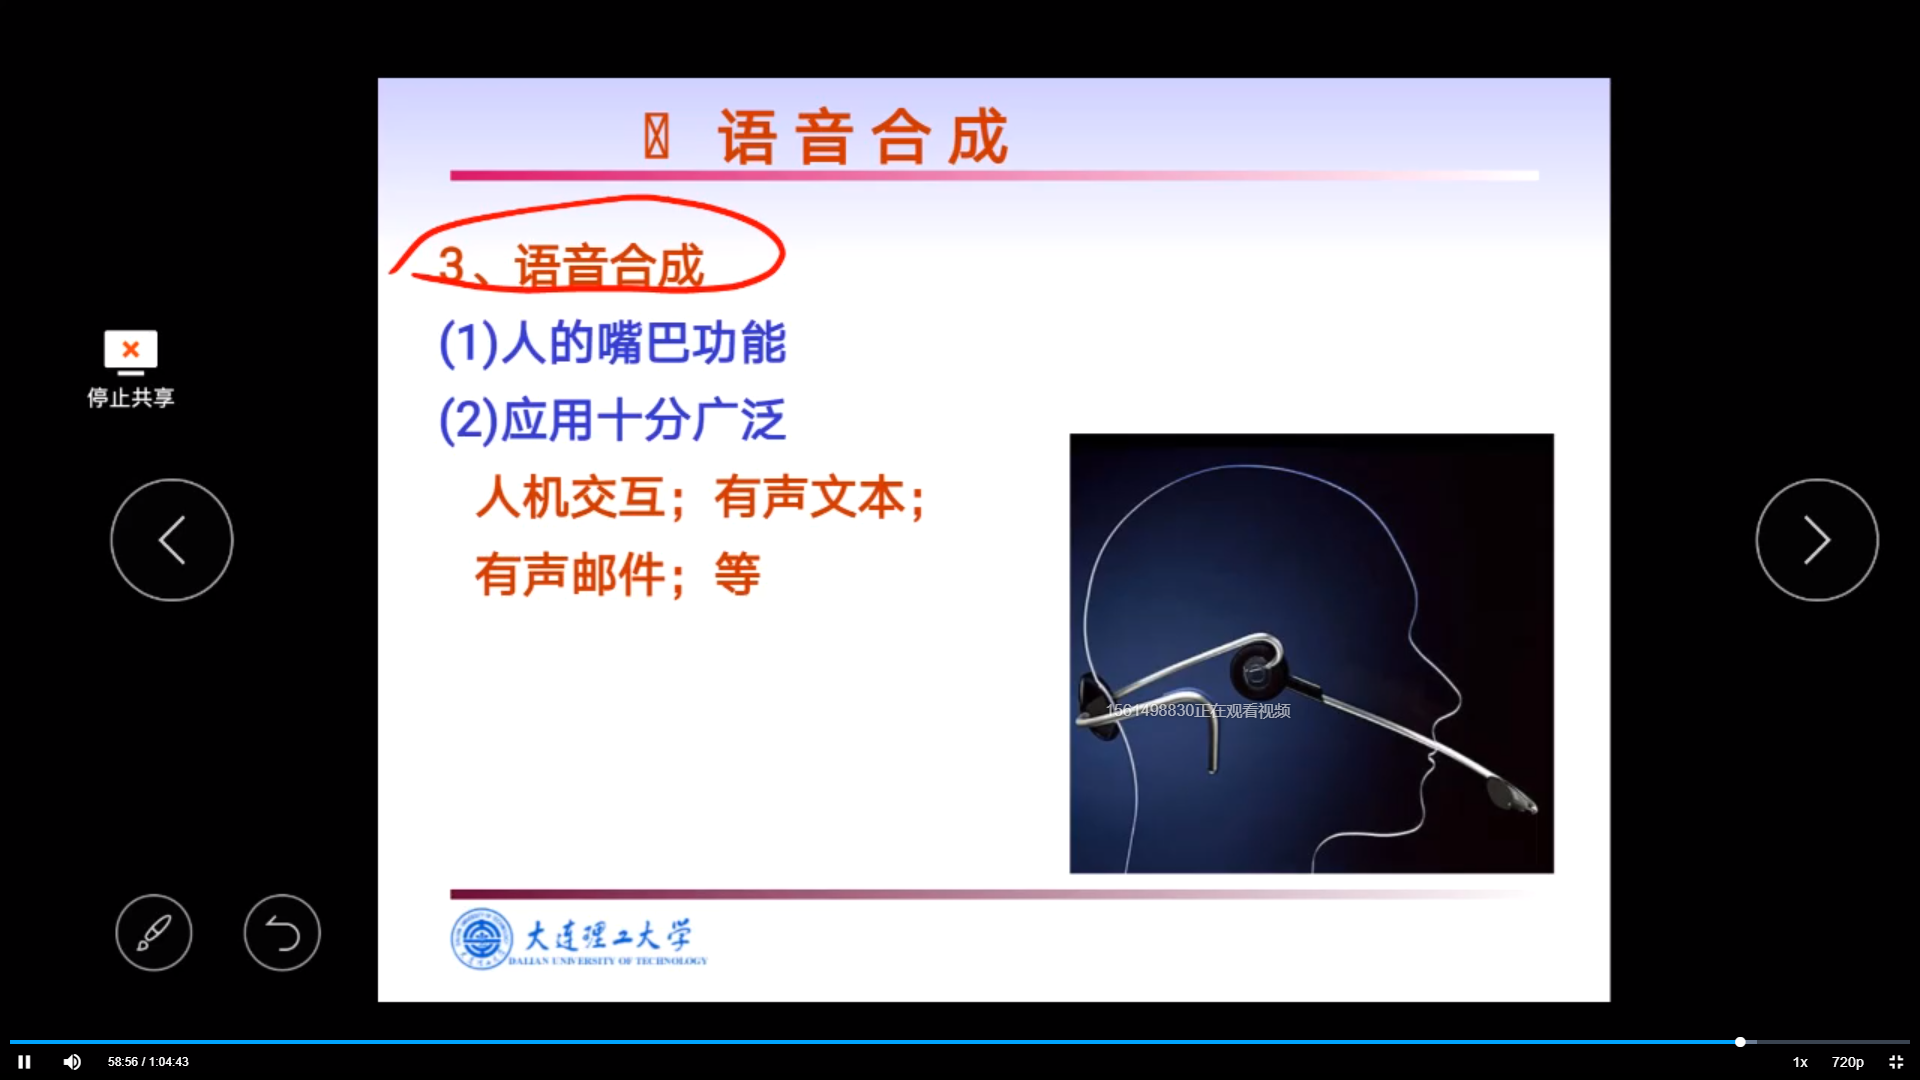 语音合成
3、语音合成
(1)人的嘴巴功能
(2)应用十分广泛
人机交互；有声文本；
有声邮件；等
停止共享
1561498830正在观看视频
大连理工大学
DALIAN UNIVERSITY OF TECHNOLOGY
58:56 / 1:04:43
1x
720p